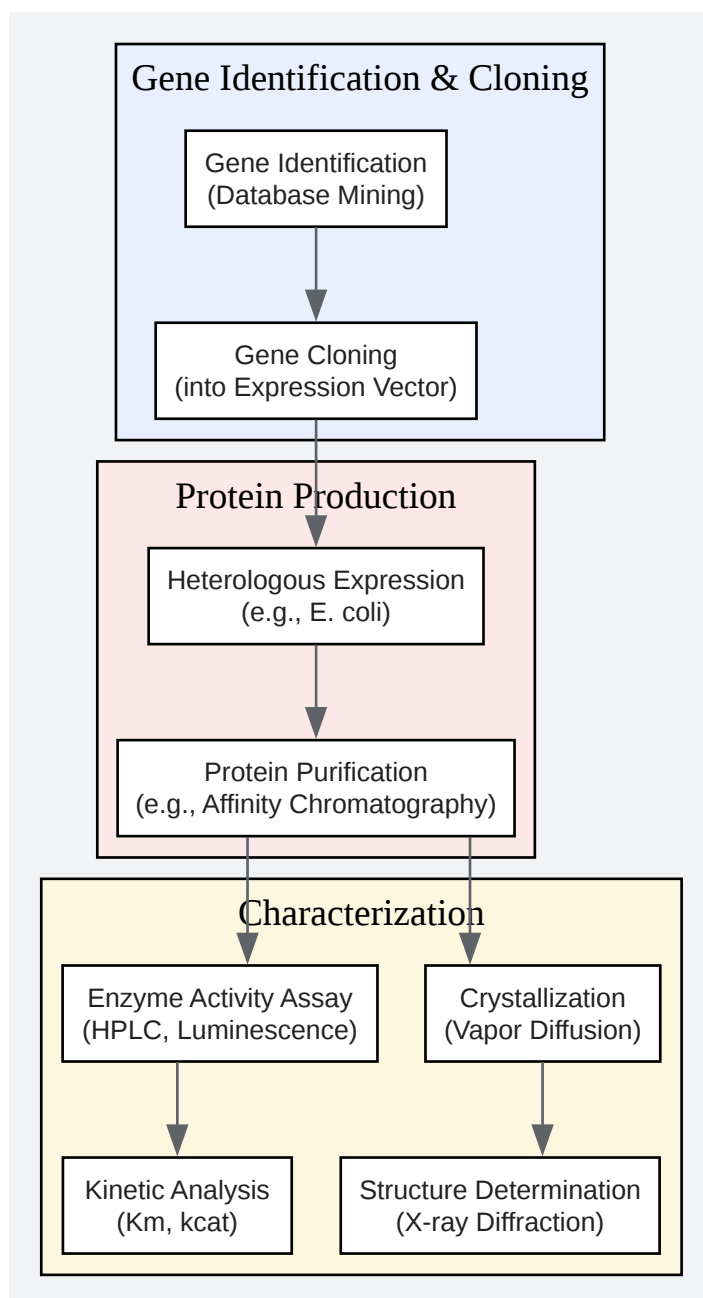 Gene Identification & Cloning
Gene Identification
(Database Mining)
Gene Cloning
(into Expression Vector)
Protein Production
Heterologous Expression
(e.g., E. coli)
Protein Purification
(e.g., Affinity Chromatography)
Characterization
Enzyme Activity Assay
(HPLC, Luminescence)
Crystallization
(Vapor Diffusion)
Kinetic Analysis
(Km, kcat)
Structure Determination
(X-ray Diffraction)